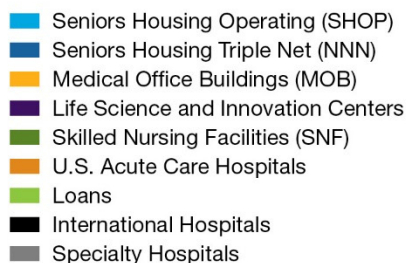 Seniors Housing Operating (SHOP)
Seniors Housing Triple Net (NNN)
Medical Office Buildings (MOB)
Life Science and Innovation Centers
Skilled Nursing Facilities (SNF)
U.S. Acute Care Hospitals
Loans
International Hospitals
Specialty Hospitals